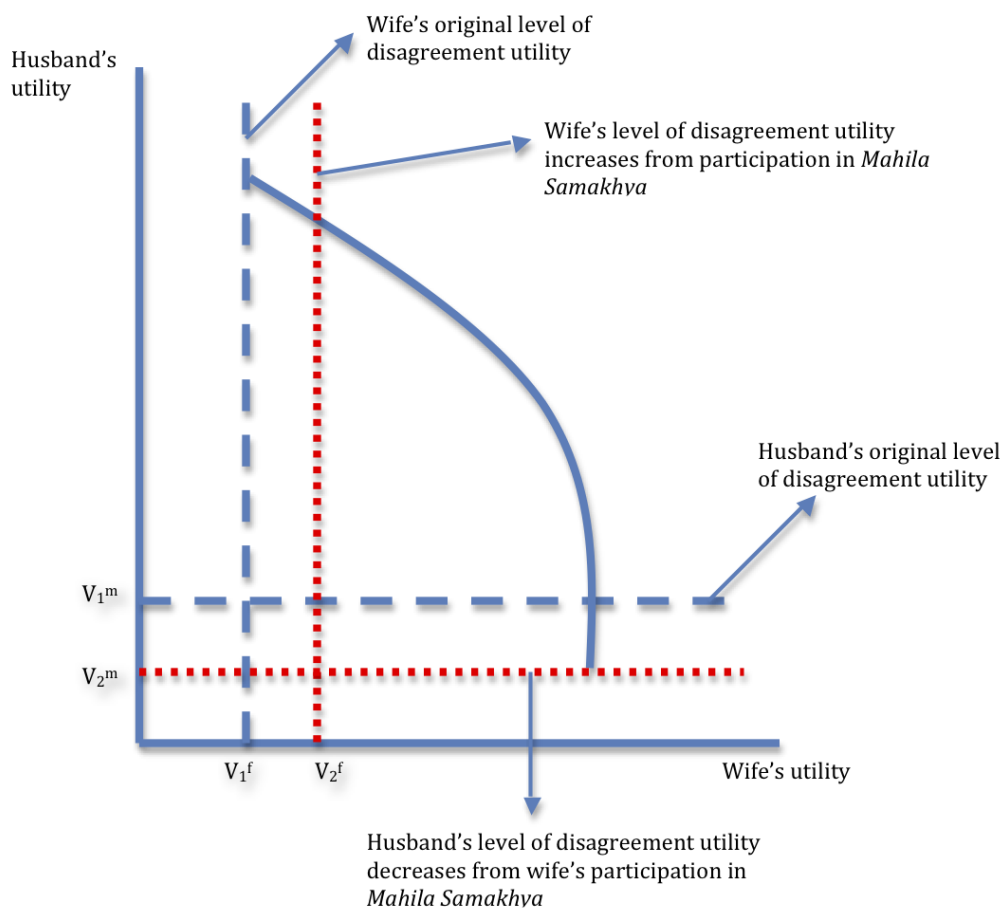 Wife’s original level of
disagreement utility
Husband’s
utility
Wife’s level of disagreement utility
increases from participation in Mahila
Samakhya
Husband’s original level
of disagreement utility
V₁ᵐ
V₂ᵐ
V₁ᶠ
V₂ᶠ
Wife’s utility
Husband’s level of disagreement utility
decreases from wife’s participation in
Mahila Samakhya